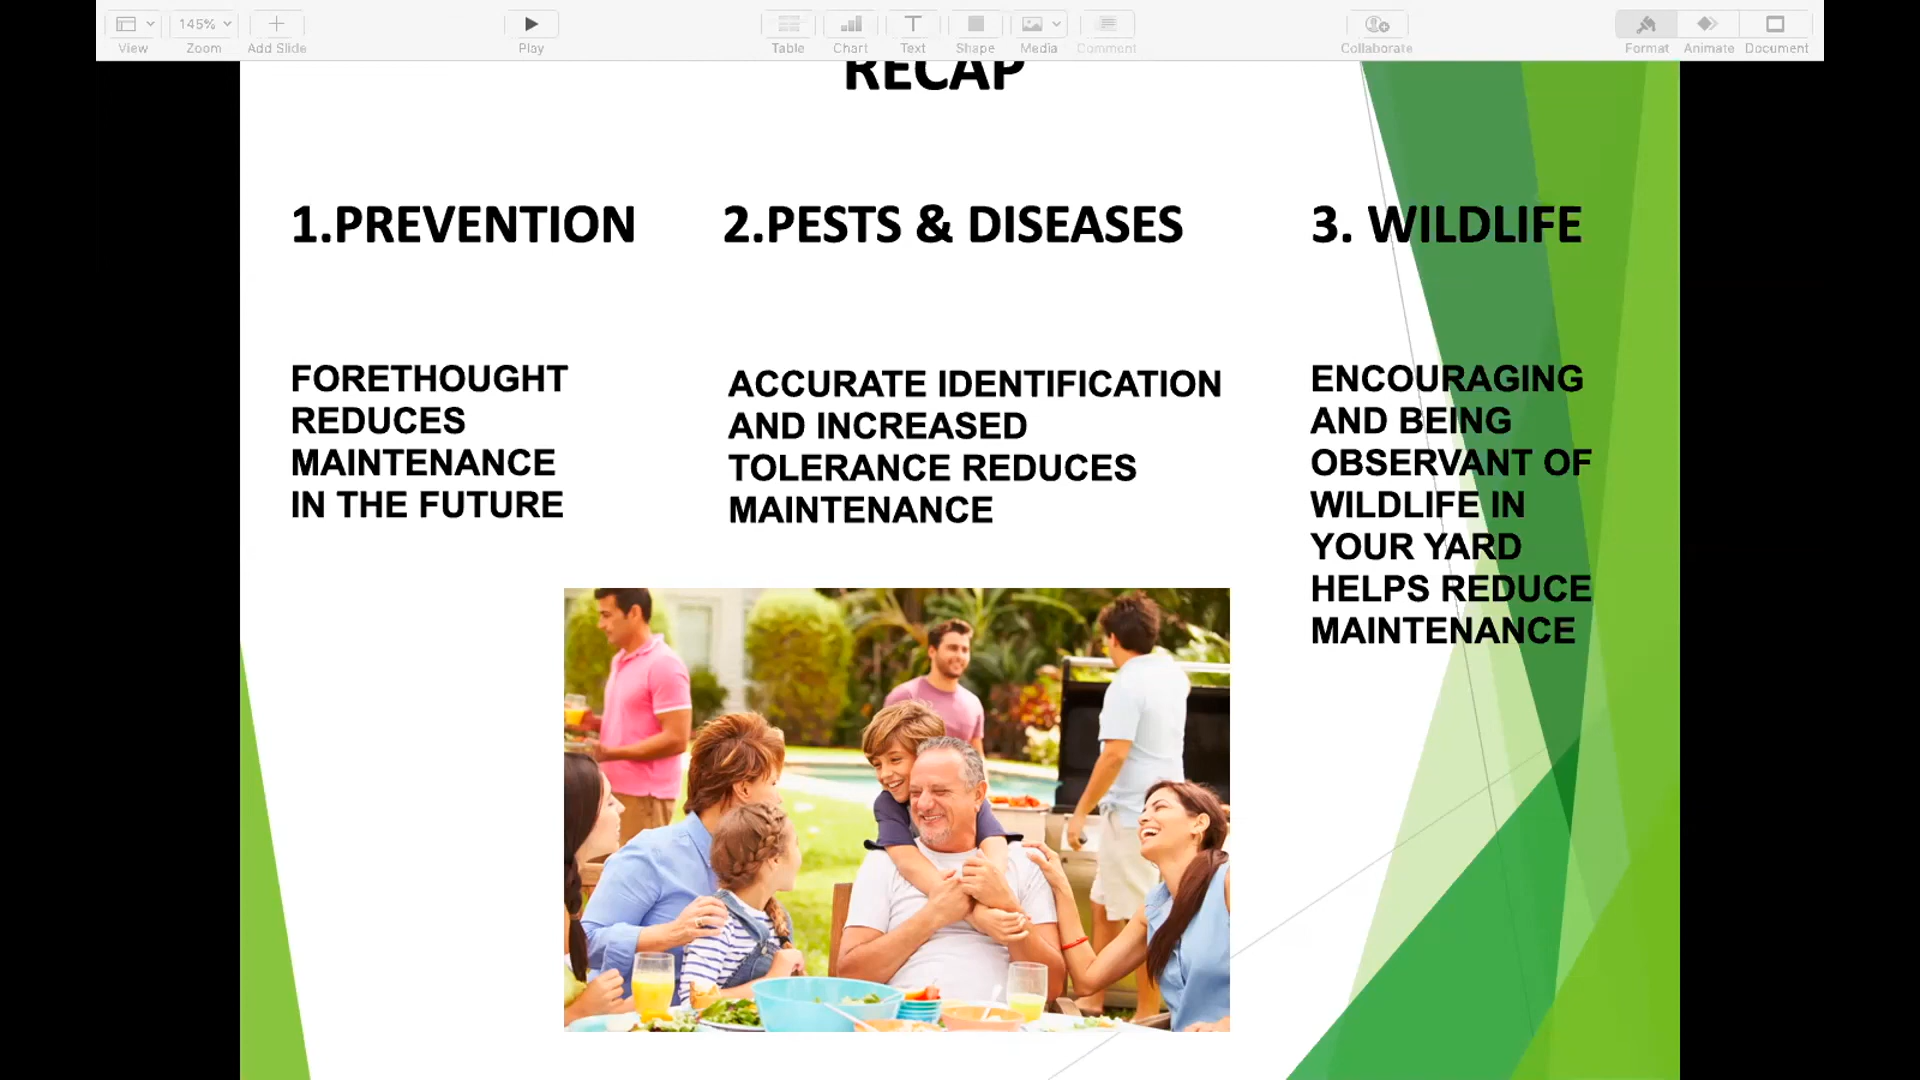 145%
View
Zoom
Add Slide
Play
Table
Chart
Text
Shape
Media
Comment
Collaborate
Format
Animate
Document
RECAP
1.PREVENTION
2.PESTS & DISEASES
3. WILDLIFE
FORETHOUGHT
REDUCES
MAINTENANCE
IN THE FUTURE
ACCURATE IDENTIFICATION
AND INCREASED
TOLERANCE REDUCES
MAINTENANCE
ENCOURAGING
AND BEING
OBSERVANT OF
WILDLIFE IN
YOUR YARD
HELPS REDUCE
MAINTENANCE